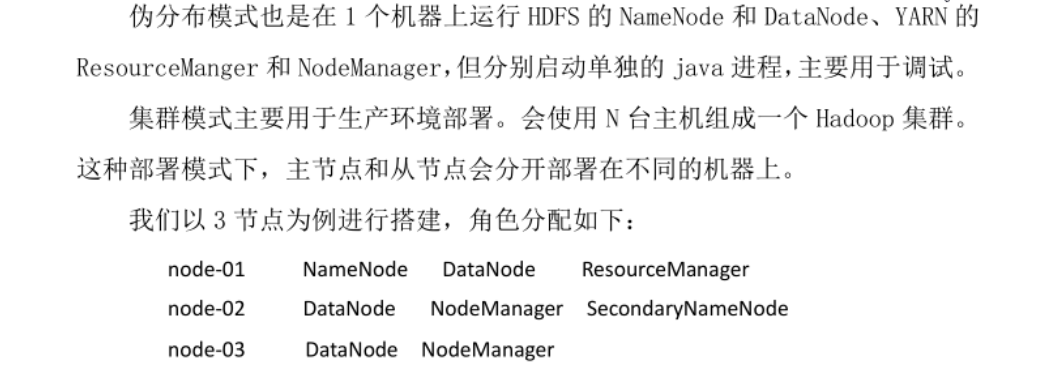 伪分布模式也是在 1 个机器上运行 HDFS 的 NameNode 和 DataNode、YARN 的
ResourceManger 和 NodeManager,但分别启动单独的 java 进程,主要用于调试。
集群模式主要用于生产环境部署。会使用 N 台主机组成一个 Hadoop 集群。
这种部署模式下，主节点和从节点会分开部署在不同的机器上。
我们以 3 节点为例进行搭建，角色分配如下：
node-01 NameNode DataNode ResourceManager
node-02 DataNode NodeManager SecondaryNameNode
node-03 DataNode NodeManager